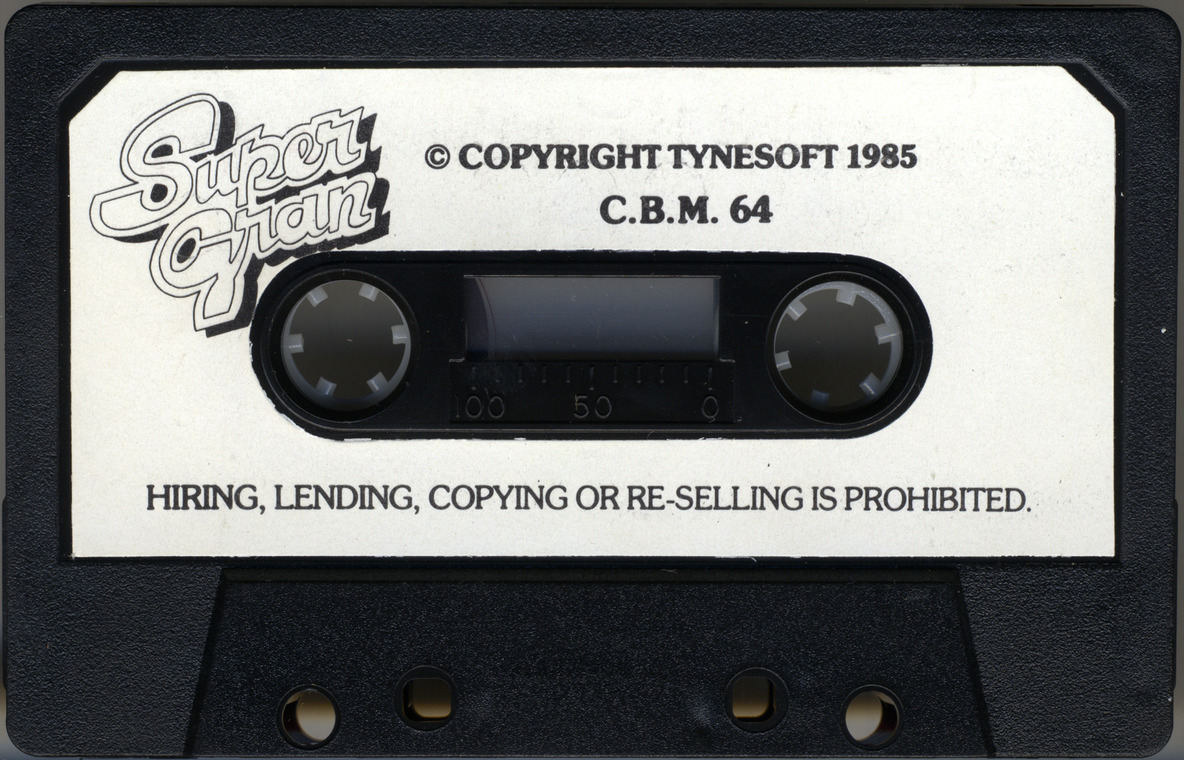 Super
Gran
© COPYRIGHT TYNESOFT 1985
C.B.M. 64
100 50 0
HIRING, LENDING, COPYING OR RE-SELLING IS PROHIBITED.